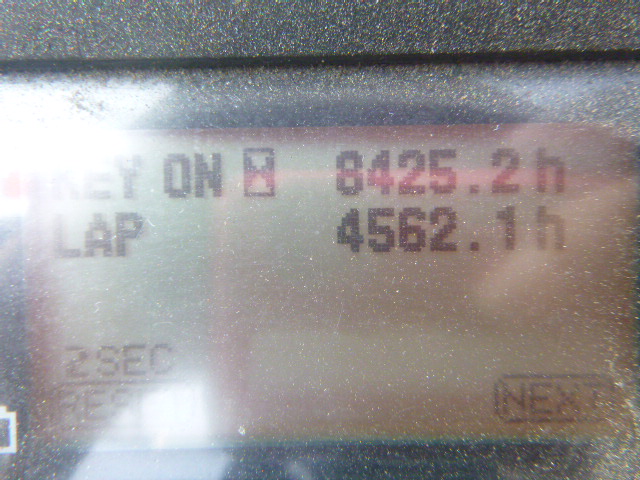 KEY ON 8425.2h
LAP 4562.1h
2SEC
NEXT